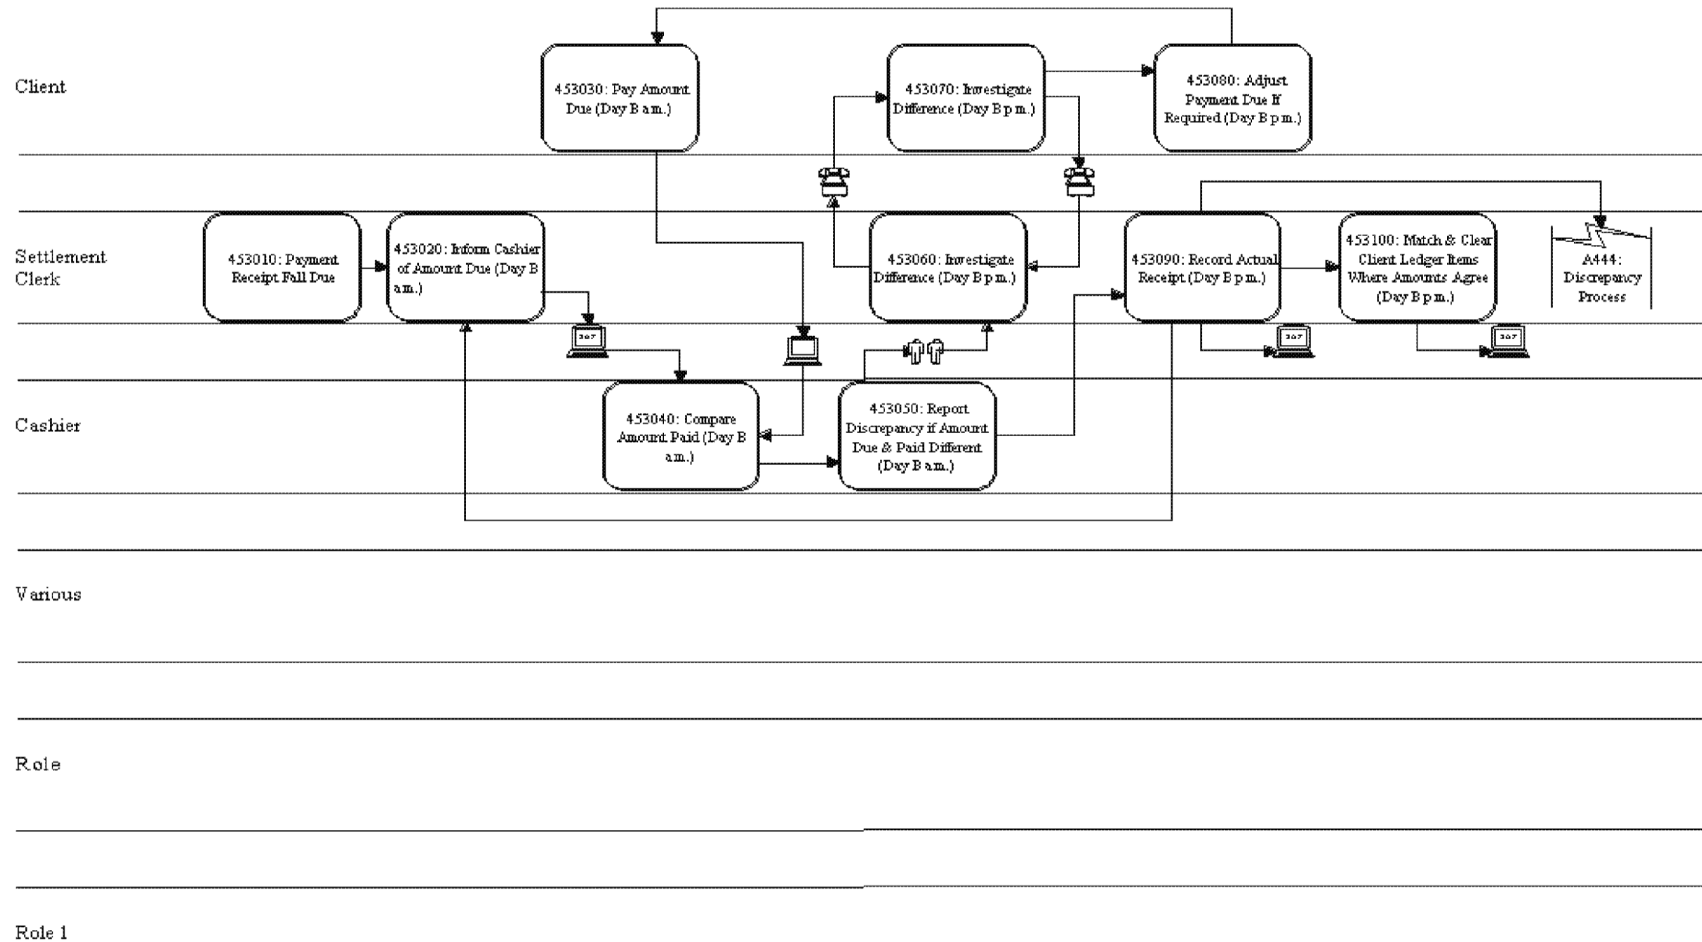 Client
453030: Pay Amount
Due (Day B a.m.)
453070: Investigate
Difference (Day B p.m.)
453080: Adjust
Payment Due If
Required (Day B p.m.)
Settlement
Clerk
453010: Payment
Receipt Fall Due
453020: Inform Cashier
of Amount Due (Day B
a.m.)
453060: Investigate
Difference (Day B p.m.)
453090: Record Actual
Receipt (Day B p.m.)
453100: Match & Clear
Client Ledger Items
Where Amounts Agree
(Day B p.m.)
A444:
Discrepancy
Process
367
367
367
Cashier
453040: Compare
Amount Paid (Day B
a.m.)
453050: Report
Discrepancy if Amount
Due & Paid Different
(Day B a.m.)
Various
Role
Role 1